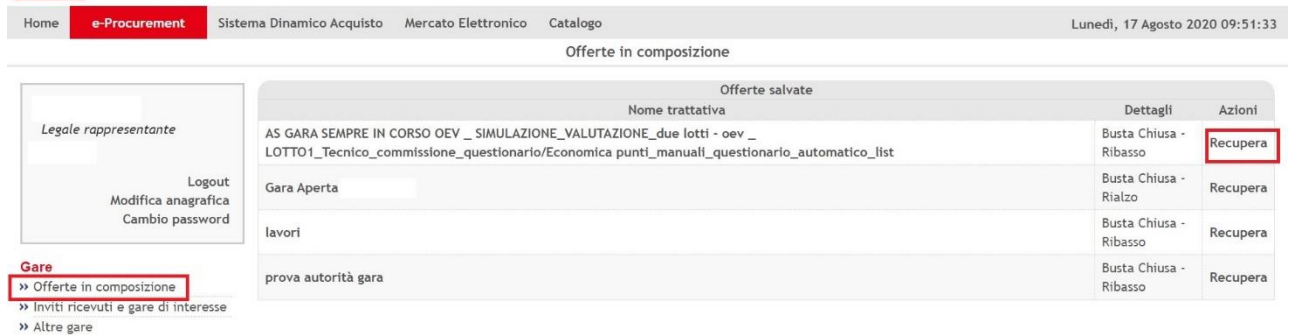 Home e-Procurement Sistema Dinamico Acquisto Mercato Elettronico Catalogo Lunedì, 17 Agosto 2020 09:51:33
Offerte in composizione
Legale rappresentante
Logout
Modifica anagrafica
Cambio password
Gare
» Offerte in composizione
» Inviti ricevuti e gare di interesse
» Altre gare
Offerte salvate
Nome trattativa Dettagli Azioni
AS GARA SEMPRE IN CORSO OEV _ SIMULAZIONE_VALUTAZIONE_due lotti - oev _
LOTTO1_Tecnico_commissione_questionario/Economica punti_manuali_questionario_automatico_list
Busta Chiusa -
Ribasso
Recupera
Gara Aperta
Busta Chiusa -
Rialzo
Recupera
lavori
Busta Chiusa -
Ribasso
Recupera
prova autorità gara
Busta Chiusa -
Ribasso
Recupera